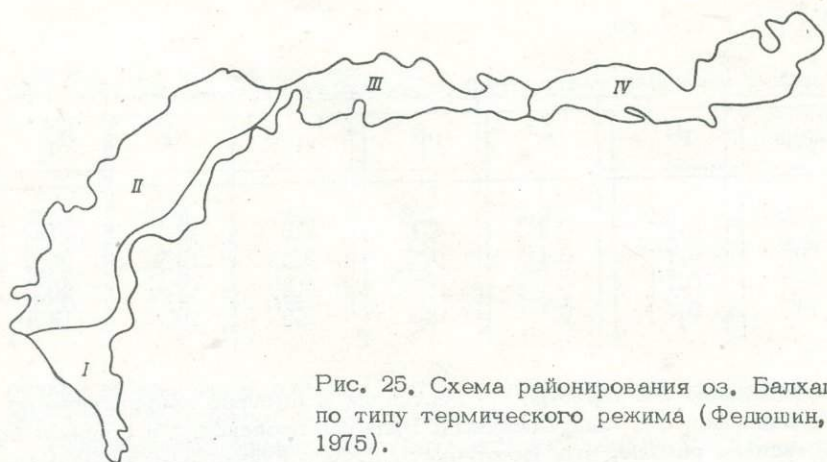 III
IV
II
I
Рис. 25. Схема районирования оз. Балхаш
по типу термического режима (Федюшин,
1975).